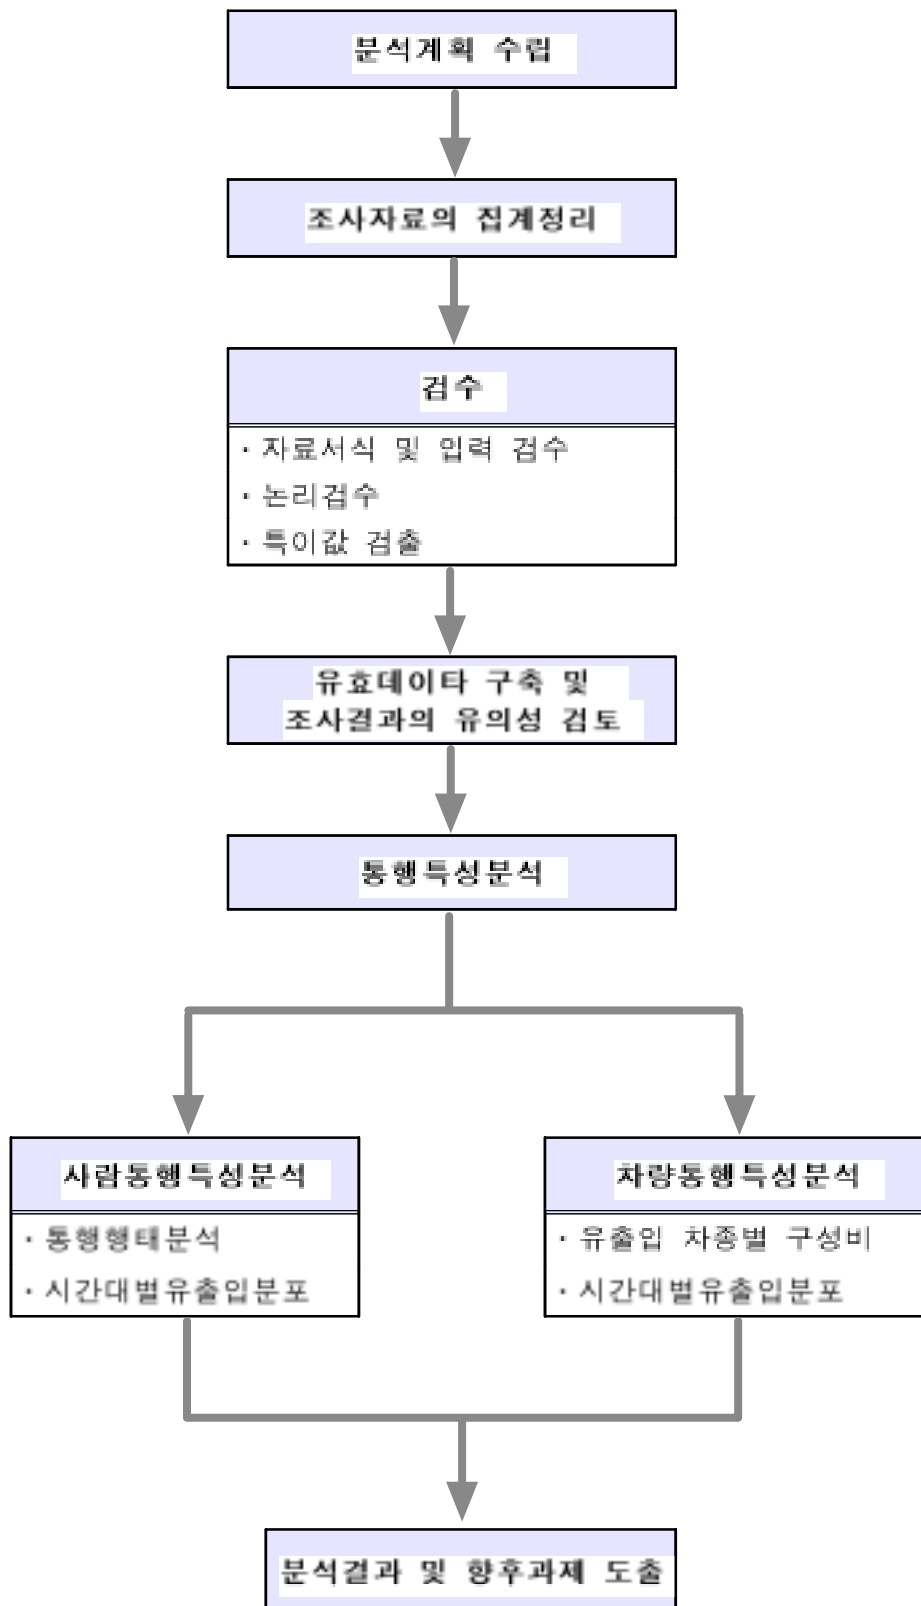 분석계획 수립
조사자료의 집계정리
검수
· 자료서식 및 입력 검수
· 논리검수
· 특이값 검출
유효데이타 구축 및
조사결과의 유의성 검토
통행특성분석
사람통행특성분석
· 통행행태분석
· 시간대별유출입분포
차량통행특성분석
· 유출입 차종별 구성비
· 시간대별유출입분포
분석결과 및 향후과제 도출